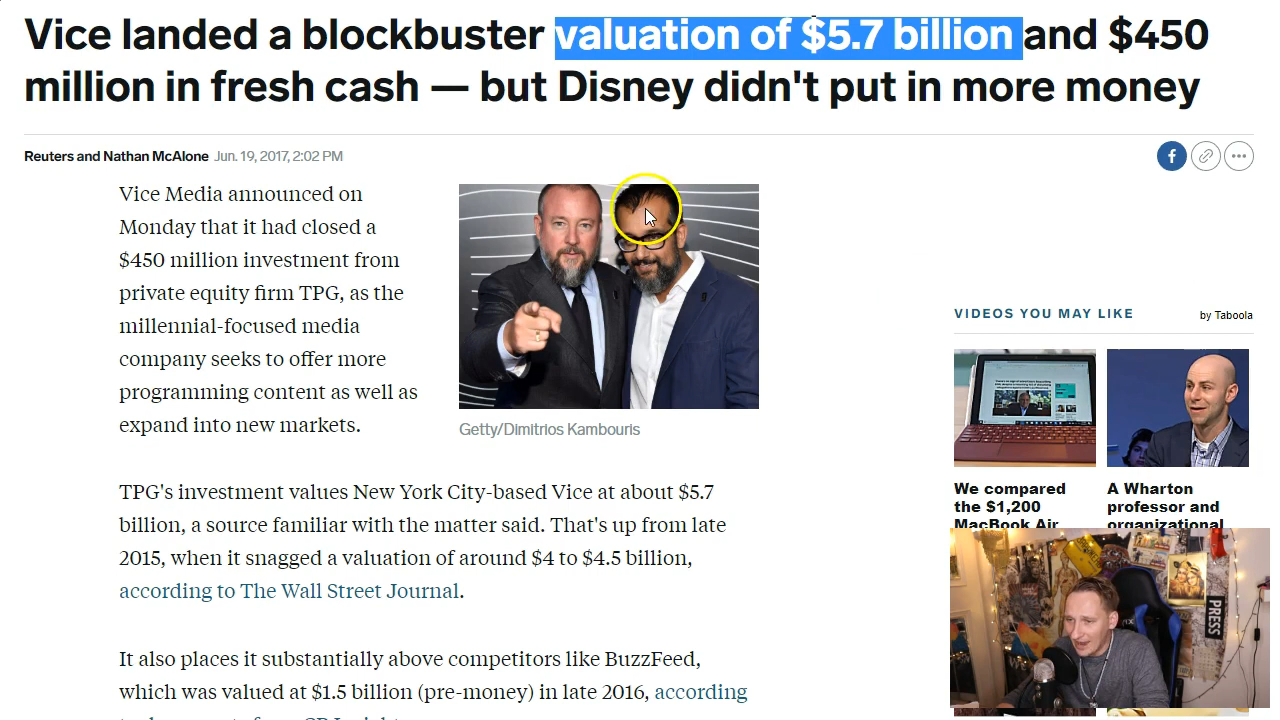 Vice landed a blockbuster valuation of $5.7 billion and $450
million in fresh cash — but Disney didn't put in more money
Reuters and Nathan McAlone Jun. 19, 2017, 2:02 PM
Vice Media announced on
Monday that it had closed a
$450 million investment from
private equity firm TPG, as the
millennial-focused media
company seeks to offer more
programming content as well as
expand into new markets.
Getty/Dimitrios Kambouris
TPG's investment values New York City-based Vice at about $5.7
billion, a source familiar with the matter said. That's up from late
2015, when it snagged a valuation of around $4 to $4.5 billion,
according to The Wall Street Journal.
It also places it substantially above competitors like BuzzFeed,
which was valued at $1.5 billion (pre-money) in late 2016, according
VIDEOS YOU MAY LIKE
by Taboola
We compared
the $1,200
MacBook Air
A Wharton
professor and
organizational
PRESS